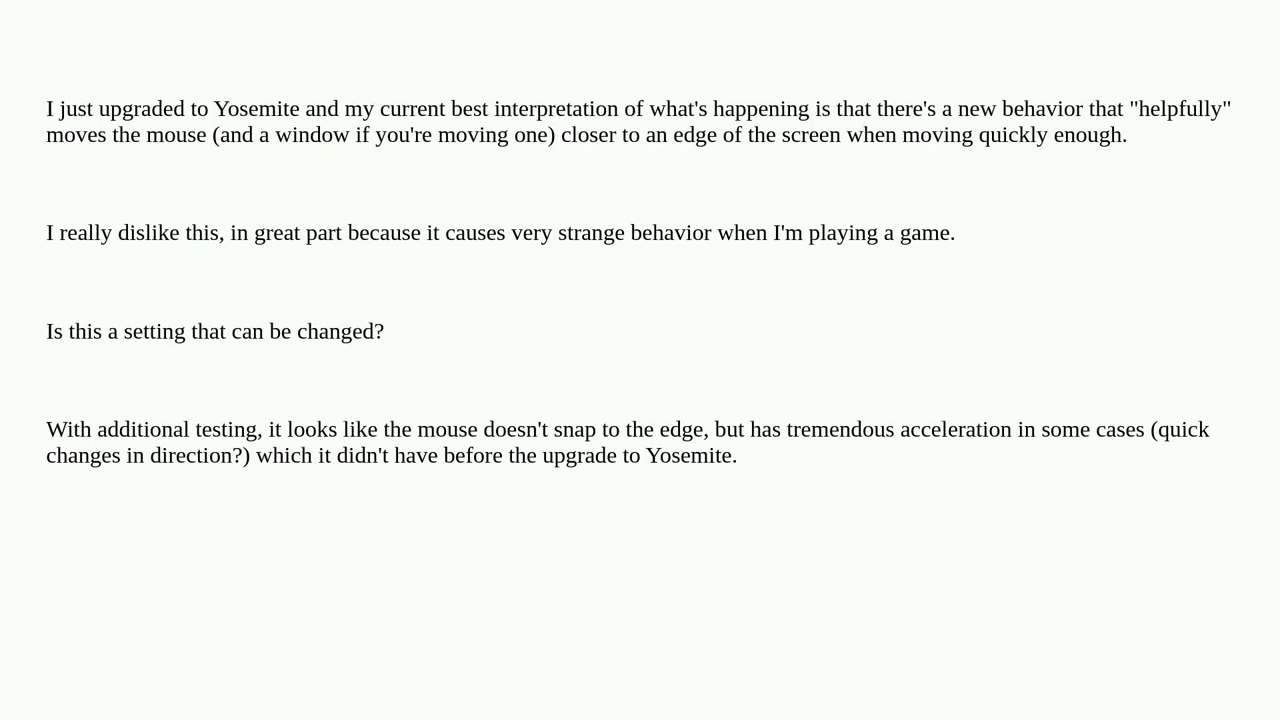 I just upgraded to Yosemite and my current best interpretation of what's happening is that there's a new behavior that "helpfully"
moves the mouse (and a window if you're moving one) closer to an edge of the screen when moving quickly enough.
I really dislike this, in great part because it causes very strange behavior when I'm playing a game.
Is this a setting that can be changed?
With additional testing, it looks like the mouse doesn't snap to the edge, but has tremendous acceleration in some cases (quick
changes in direction?) which it didn't have before the upgrade to Yosemite.